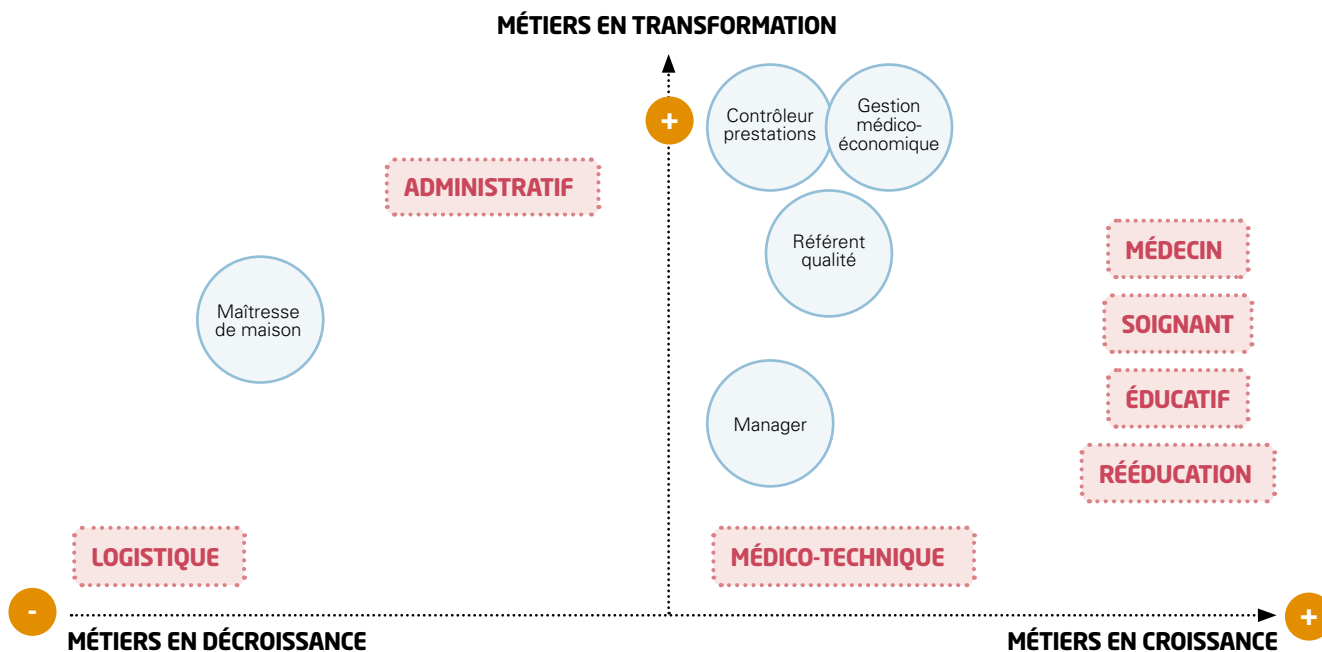 MÉTIERS EN TRANSFORMATION
+
Contrôleur
prestations
Gestion
médico-
économique
ADMINISTRATIF
Référent
qualité
MÉDECIN
Maîtresse
de maison
SOIGNANT
ÉDUCATIF
Manager
RÉÉDUCATION
LOGISTIQUE
MÉDICO-TECHNIQUE
-
+
MÉTIERS EN DÉCROISSANCE
MÉTIERS EN CROISSANCE